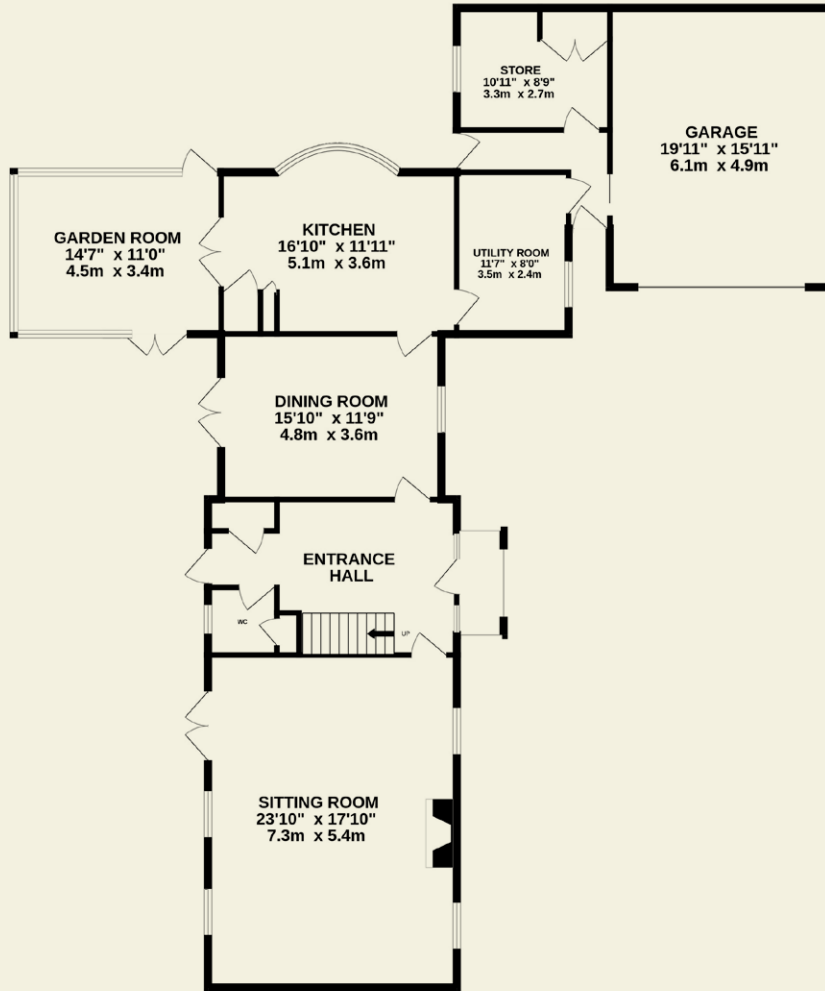 STORE
10'11" x 8'9"
3.3m x 2.7m
GARAGE
19'11" x 15'11"
6.1m x 4.9m
GARDEN ROOM
14'7" x 11'0"
4.5m x 3.4m
KITCHEN
16'10" x 11'11"
5.1m x 3.6m
UTILITY ROOM
11'7" x 8'0"
3.5m x 2.4m
DINING ROOM
15'10" x 11'9"
4.8m x 3.6m
ENTRANCE
HALL
WC
UP
SITTING ROOM
23'10" x 17'10"
7.3m x 5.4m